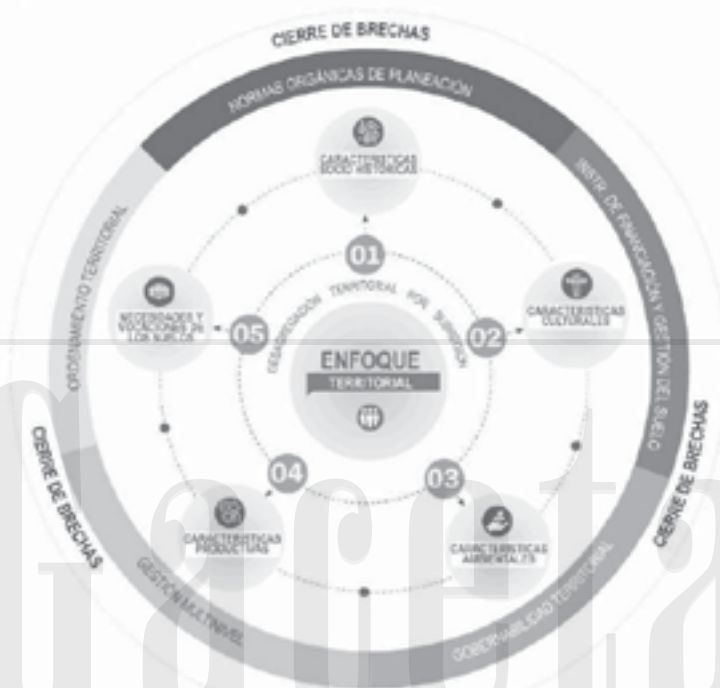 CIERRE DE BRECHAS
NORMAS ORGÁNICAS DE PLANEACIÓN
INSTR. DE FINANCIACIÓN Y GESTIÓN DEL SUELO
CIERRE DE BRECHAS
GOBERNABILIDAD TERRITORIAL
GESTIÓN MULTINIVEL
CIERRE DE BRECHAS
ORDENAMIENTO TERRITORIAL
CARACTERÍSTICAS
SOCIO HISTÓRICAS
01
CARACTERÍSTICAS
CULTURALES
02
CARACTERÍSTICAS
AMBIENTALES
03
CARACTERÍSTICAS
PRODUCTIVAS
04
NECESIDADES Y
VOCACIONES DE
LOS SUELOS
05
DESAGREGACIÓN TERRITORIAL POR
ENFOQUE
TERRITORIAL
Gaceta